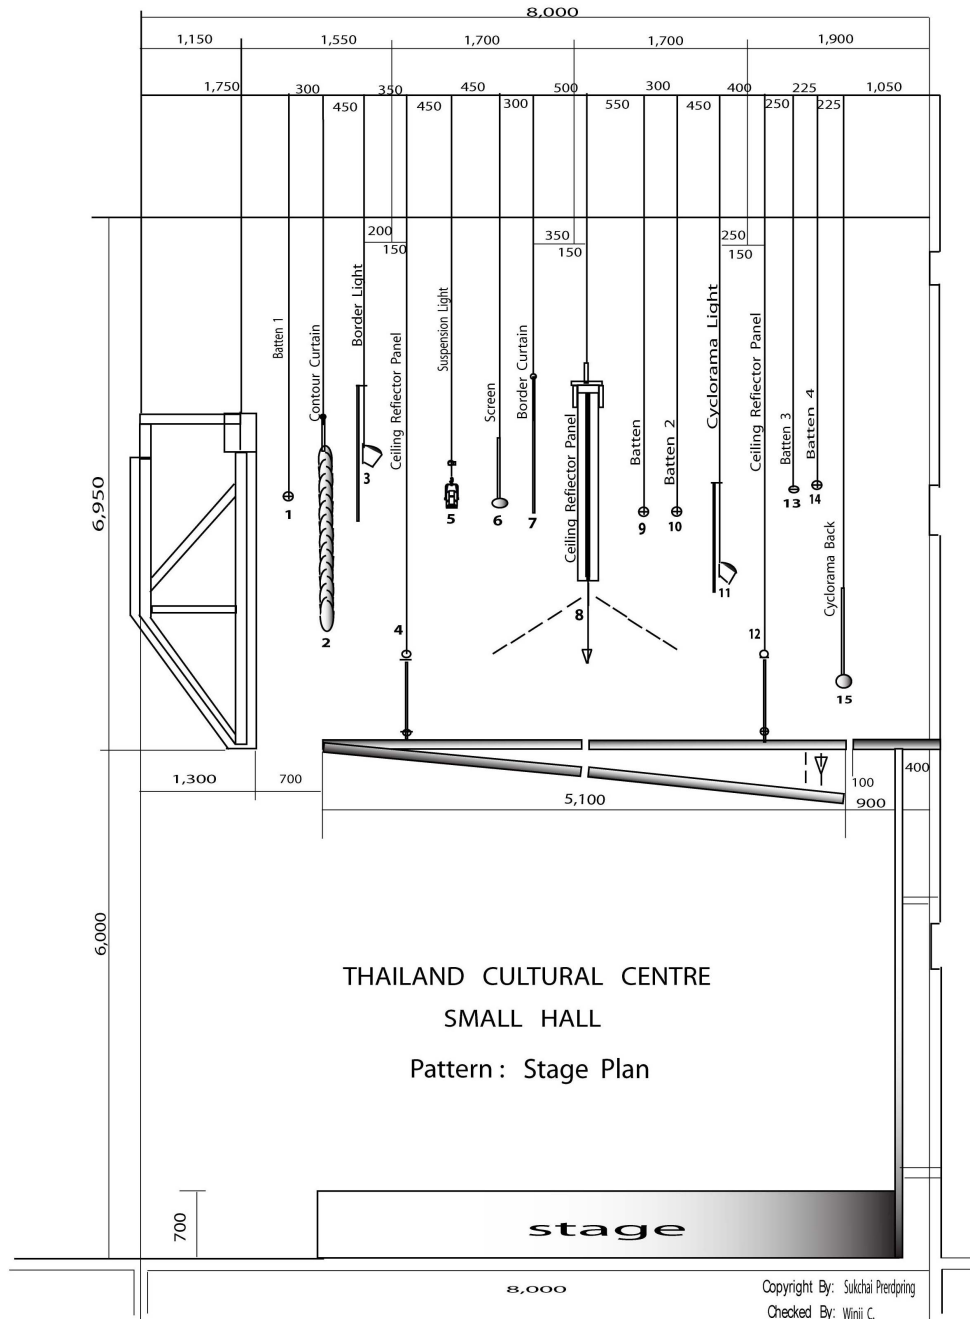 8,000
1,150 1,550 1,700 1,700 1,900
1,750 300 350 450 500 300 400 225 1,050
450 450 300 550 450 250 225
200 350 250
150 150 150
Batten 1
Contour Curtain
Border Light
Ceiling Refiector Panel
Suspension Light
Screen
Border Curtain
Ceiling Refiector Panel
Batten
Batten 2
Cyclorama Light
Ceiling Refiector Panel
Batten 3
Batten 4
Cyclorama Back
1
2
3
4
5
6
7
8
9
10
11
12
13
14
15
6,950
1,300 700 5,100 100 400
900
6,000
THAILAND CULTURAL CENTRE
SMALL HALL
Pattern : Stage Plan
700
stage
8,000
Copyright By: Sukchai Prerdpring
Checked By: Winii C.